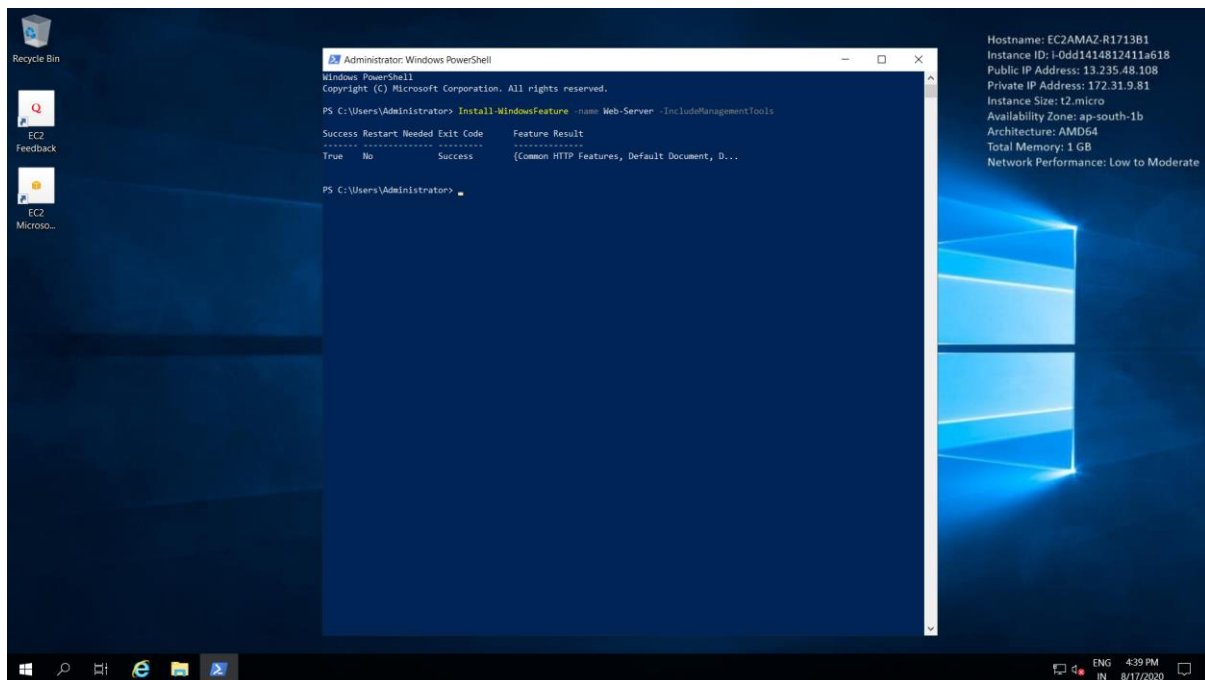 Recycle Bin
EC2
Feedback
EC2
Microso...
Administrator: Windows PowerShell
Windows PowerShell
Copyright (C) Microsoft Corporation. All rights reserved.
PS C:\Users\Administrator> Install-WindowsFeature -name Web-Server -IncludeManagementTools
Success Restart Needed Exit Code      Feature Result
------- -------------- ---------      --------------
True    No             Success        {Common HTTP Features, Default Document, D...
PS C:\Users\Administrator>
Hostname: EC2AMAZ-R1713B1
Instance ID: i-0dd1414812411a618
Public IP Address: 13.235.48.108
Private IP Address: 172.31.9.81
Instance Size: t2.micro
Availability Zone: ap-south-1b
Architecture: AMD64
Total Memory: 1 GB
Network Performance: Low to Moderate
ENG 4:39 PM
IN 8/17/2020